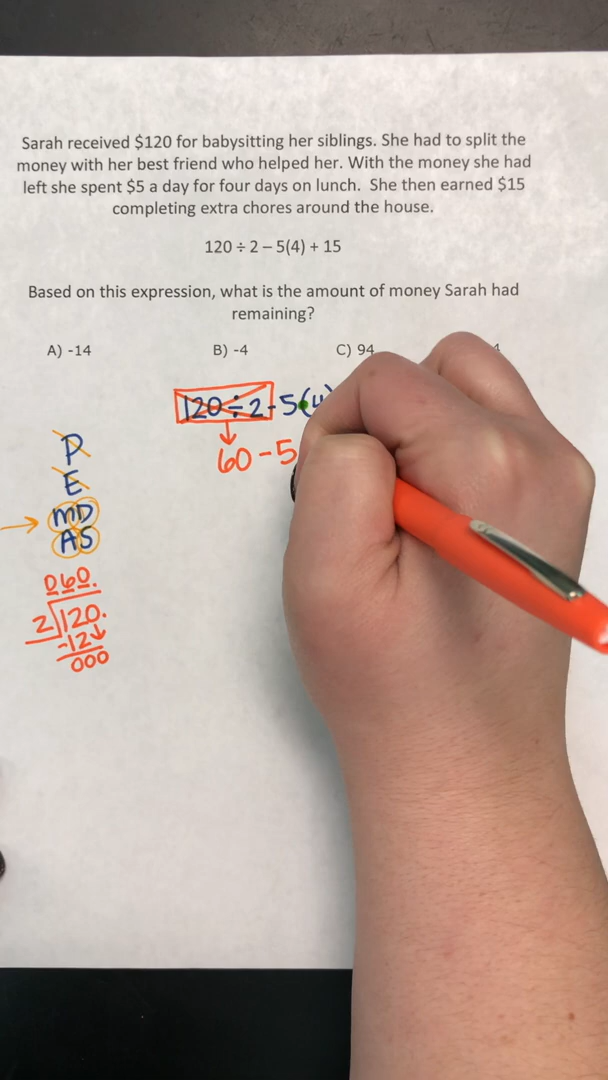 Sarah received $120 for babysitting her siblings. She had to split the
money with her best friend who helped her. With the money she had
left she spent $5 a day for four days on lunch. She then earned $15
completing extra chores around the house.
120 ÷ 2 – 5(4) + 15
Based on this expression, what is the amount of money Sarah had
remaining?
A) -14 B) -4 C) 94
120÷2-5(4)
60-5
P
E
MD
AS
060.
2)120.
-12
000